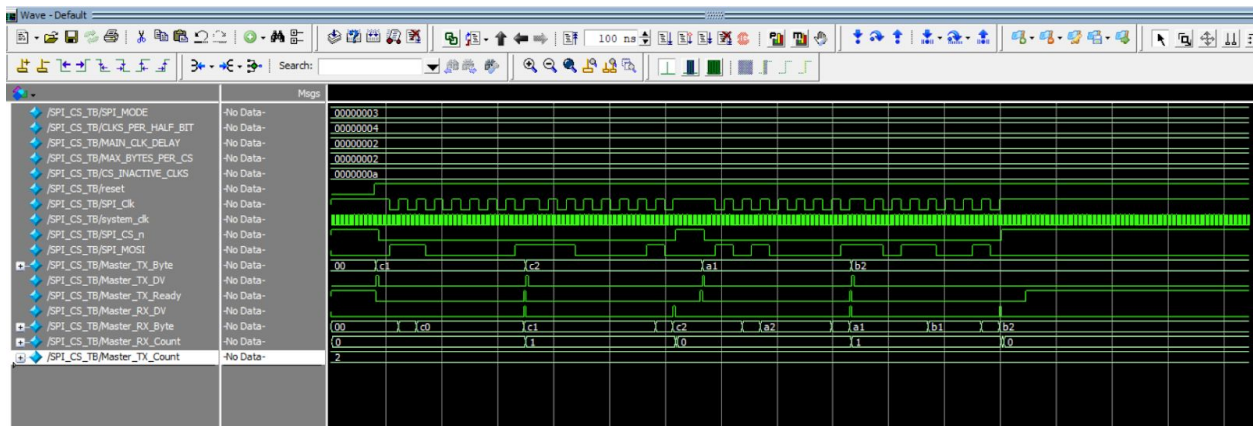 Wave - Default
100 ns
Search:
Msgs
/SPI_CS_TB/SPI_MODE -No Data- 00000003
/SPI_CS_TB/CLKS_PER_HALF_BIT -No Data- 00000004
/SPI_CS_TB/MAIN_CLK_DELAY -No Data- 00000002
/SPI_CS_TB/MAX_BYTES_PER_CS -No Data- 00000002
/SPI_CS_TB/CS_INACTIVE_CLKS -No Data- 0000000a
/SPI_CS_TB/reset -No Data-
/SPI_CS_TB/SPI_Clk -No Data-
/SPI_CS_TB/system_clk -No Data-
/SPI_CS_TB/SPI_CS_n -No Data-
/SPI_CS_TB/SPI_MOSI -No Data-
/SPI_CS_TB/Master_TX_Byte -No Data- 00 c1 c2 a1 b2
/SPI_CS_TB/Master_TX_DV -No Data-
/SPI_CS_TB/Master_TX_Ready -No Data-
/SPI_CS_TB/Master_RX_DV -No Data-
/SPI_CS_TB/Master_RX_Byte -No Data- 00 c0 c1 c2 a2 a1 b1 b2
/SPI_CS_TB/Master_RX_Count -No Data- 0 1 0 1 0
/SPI_CS_TB/Master_TX_Count -No Data- 2